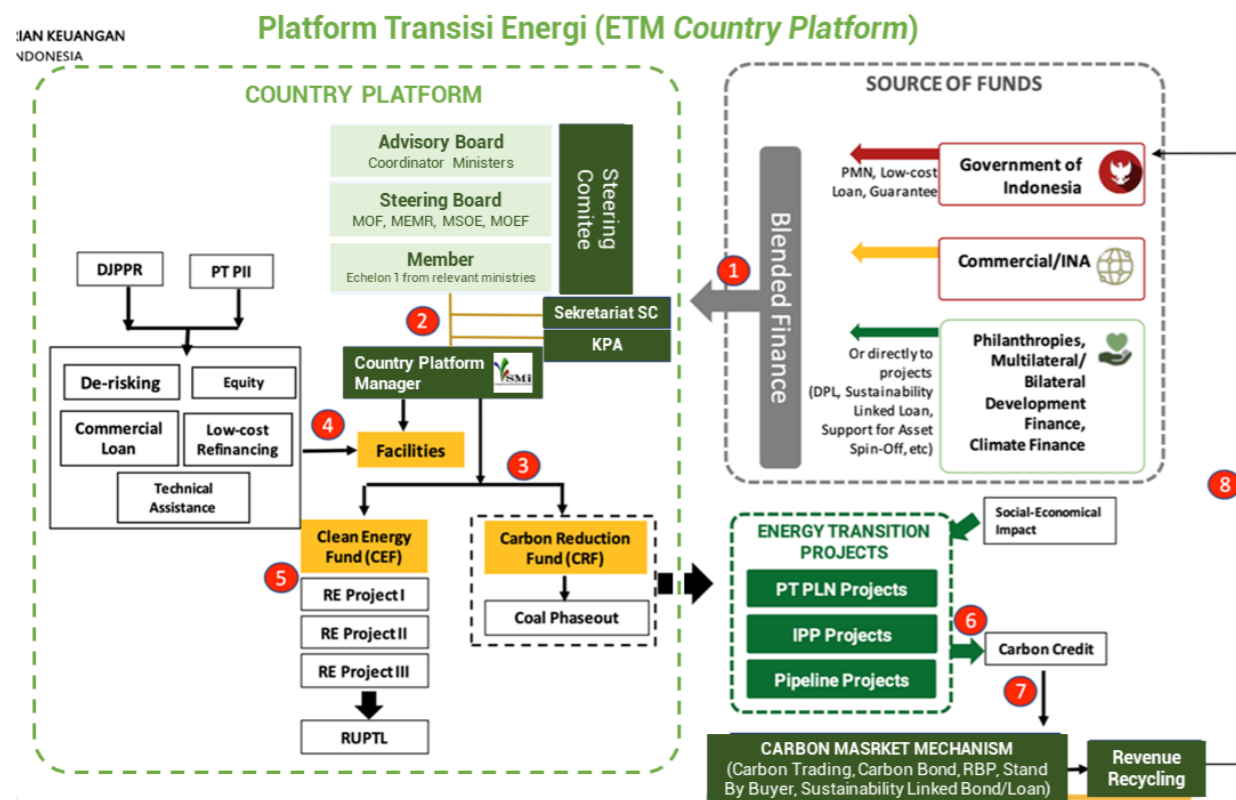 Platform Transisi Energi (ETM Country Platform)
RIAN KEUANGAN
NDONESIA
COUNTRY PLATFORM
Advisory Board
Coordinator Ministers
Steering Board
MOF, MEMR, MSOE, MOEF
Member
Echelon 1 from relevant ministries
Steering
Comitee
DJPPR
PT PII
2
Sekretariat SC
KPA
Country Platform
Manager
SMi
De-risking
Equity
Commercial
Loan
Low-cost
Refinancing
Technical
Assistance
4
Facilities
3
Clean Energy
Fund (CEF)
Carbon Reduction
Fund (CRF)
5
RE Project I
RE Project II
RE Project III
RUPTL
Coal Phaseout
SOURCE OF FUNDS
1
Blended Finance
Government of
Indonesia
PMN, Low-cost
Loan, Guarantee
Commercial/INA
Philanthropies,
Multilateral/
Bilateral
Development
Finance,
Climate Finance
Or directly to
projects
(DPL, Sustainability
Linked Loan,
Support for Asset
Spin-Off, etc)
8
Social-Economical
Impact
ENERGY TRANSITION
PROJECTS
PT PLN Projects
IPP Projects
Pipeline Projects
6
Carbon Credit
7
CARBON MASRKET MECHANISM
(Carbon Trading, Carbon Bond, RBP, Stand
By Buyer, Sustainability Linked Bond/Loan)
Revenue
Recycling